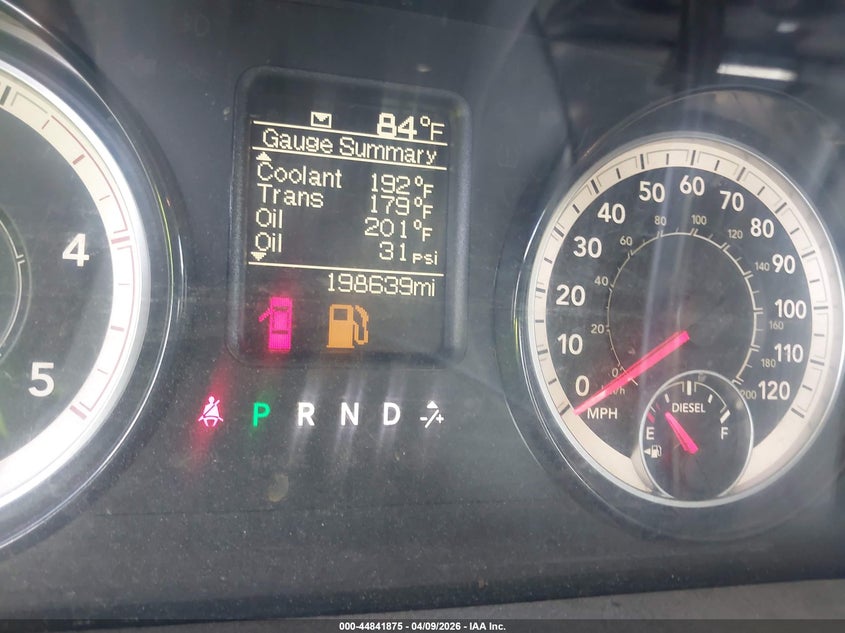 84°F
Gauge Summary
Coolant 192°F
Trans 179°F
Oil 201°F
Oil 31 psi
198639mi
P R N D -/+
4
5
0 10 20 30 40 50 60 70 80 90 100 110 120
0 20 40 60 80 100 120 140 160 180 200
km/h
MPH
DIESEL
E F
000-44841875 04/09/2026 - IAA Inc.